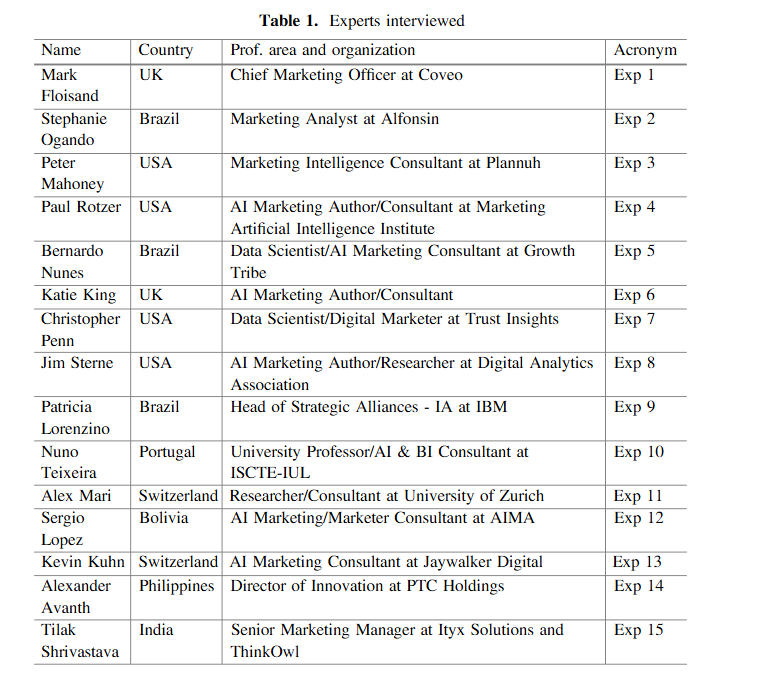 Table 1. Experts interviewed
Name Country Prof. area and organization Acronym
Mark UK Chief Marketing Officer at Coveo Exp 1
Floisand
Stephanie Brazil Marketing Analyst at Alfonsin Exp 2
Ogando
Peter USA Marketing Intelligence Consultant at Plannuh Exp 3
Mahoney
Paul Rotzer USA AI Marketing Author/Consultant at Marketing Exp 4
Artificial Intelligence Institute
Bernardo Brazil Data Scientist/AI Marketing Consultant at Growth Exp 5
Nunes Tribe
Katie King UK AI Marketing Author/Consultant Exp 6
Christopher USA Data Scientist/Digital Marketer at Trust Insights Exp 7
Penn
Jim Sterne USA AI Marketing Author/Researcher at Digital Analytics Exp 8
Association
Patricia Brazil Head of Strategic Alliances - IA at IBM Exp 9
Lorenzino
Nuno Portugal University Professor/AI & BI Consultant at Exp 10
Teixeira ISCTE-IUL
Alex Mari Switzerland Researcher/Consultant at University of Zurich Exp 11
Sergio Bolivia AI Marketing/Marketer Consultant at AIMA Exp 12
Lopez
Kevin Kuhn Switzerland AI Marketing Consultant at Jaywalker Digital Exp 13
Alexander Philippines Director of Innovation at PTC Holdings Exp 14
Avanth
Tilak India Senior Marketing Manager at Ityx Solutions and Exp 15
Shrivastava ThinkOwl